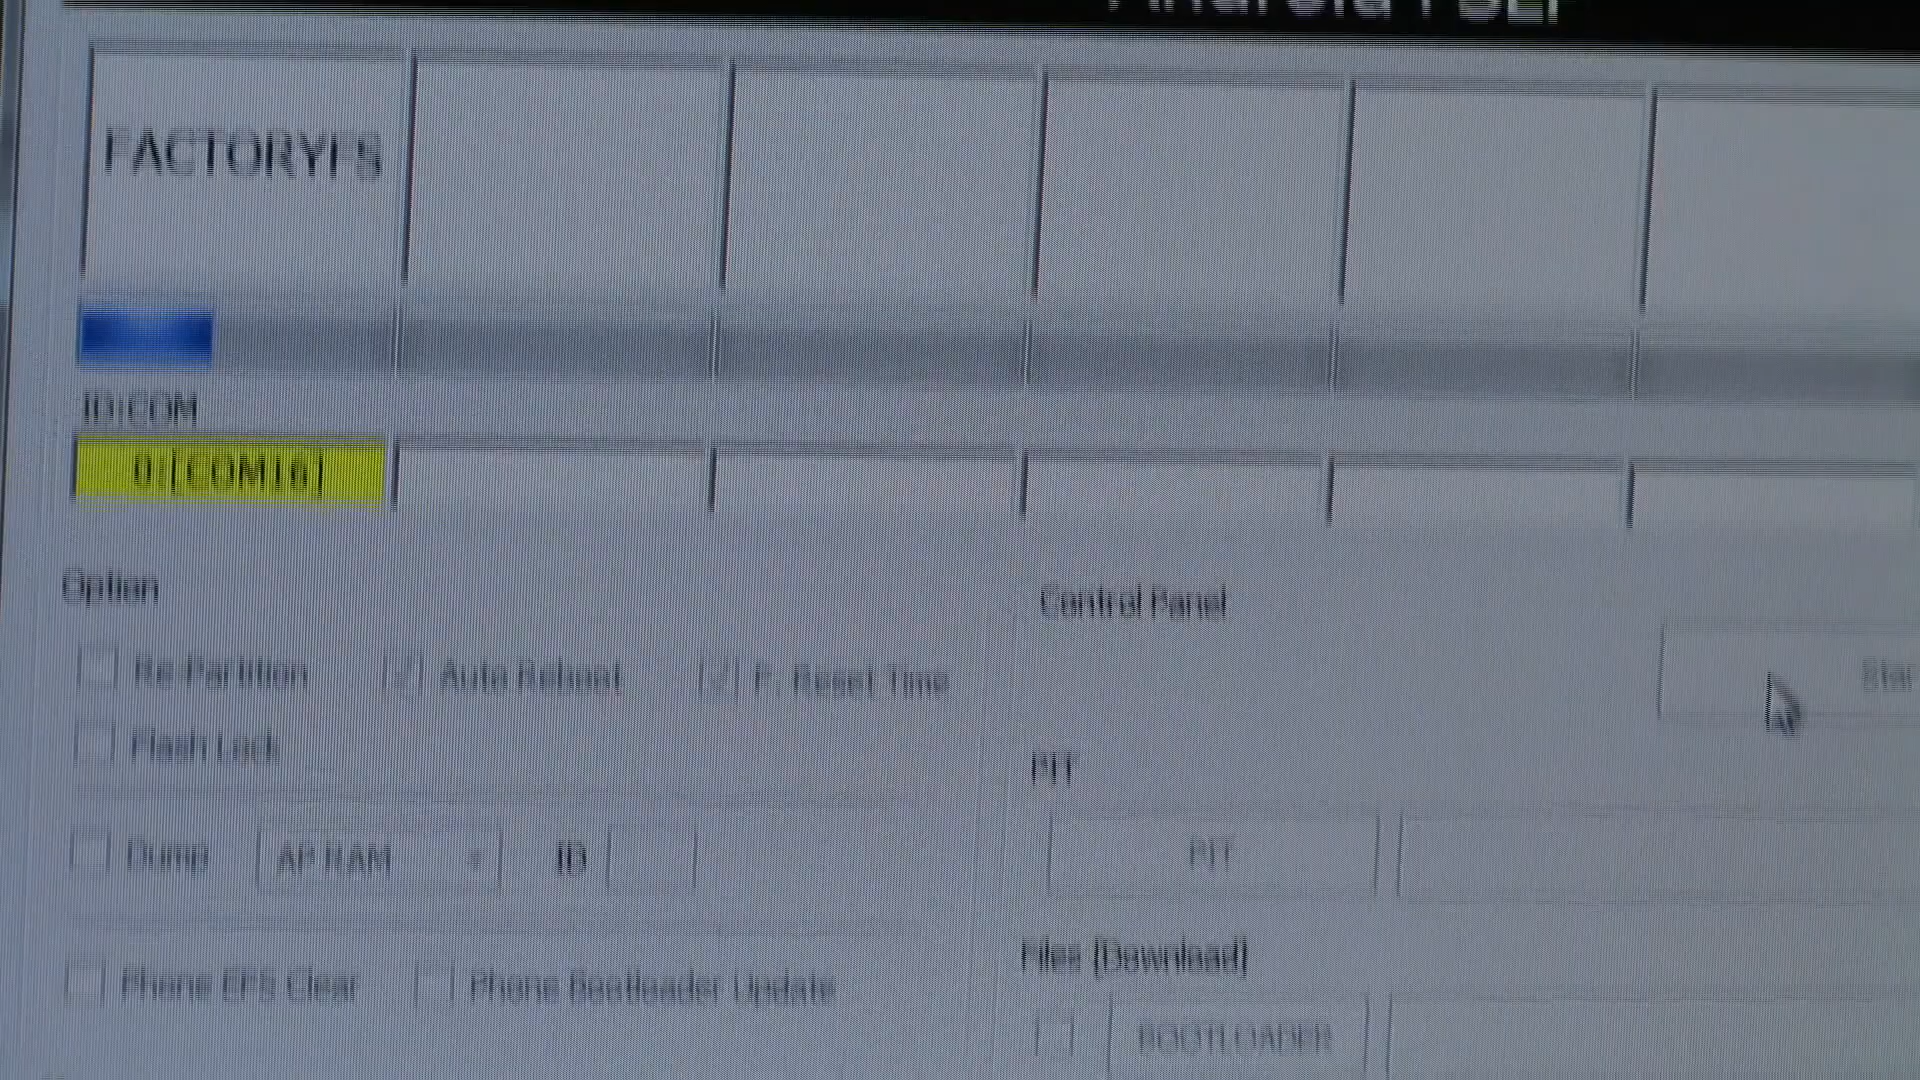 FACTORYFS
ID:COM
0:[COM16]
Option
Control Panel
Re-Partition
Auto Reboot
F. Reset Time
Flash Lock
PIT
Dump
AP RAM
ID
PIT
Files [Download]
Phone EFS Clear
Phone Bootloader Update
BOOTLOADER